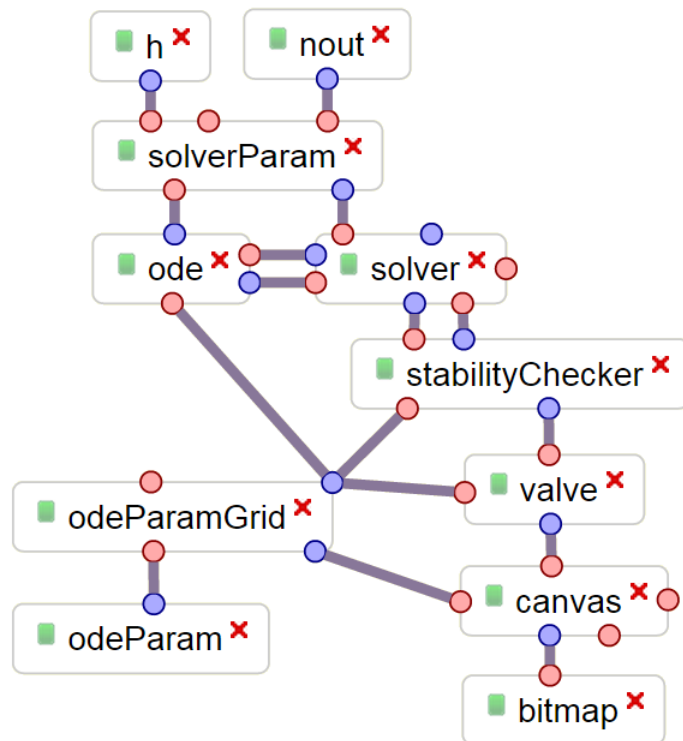 h
nout
solverParam
ode
solver
stabilityChecker
odeParamGrid
valve
canvas
odeParam
bitmap